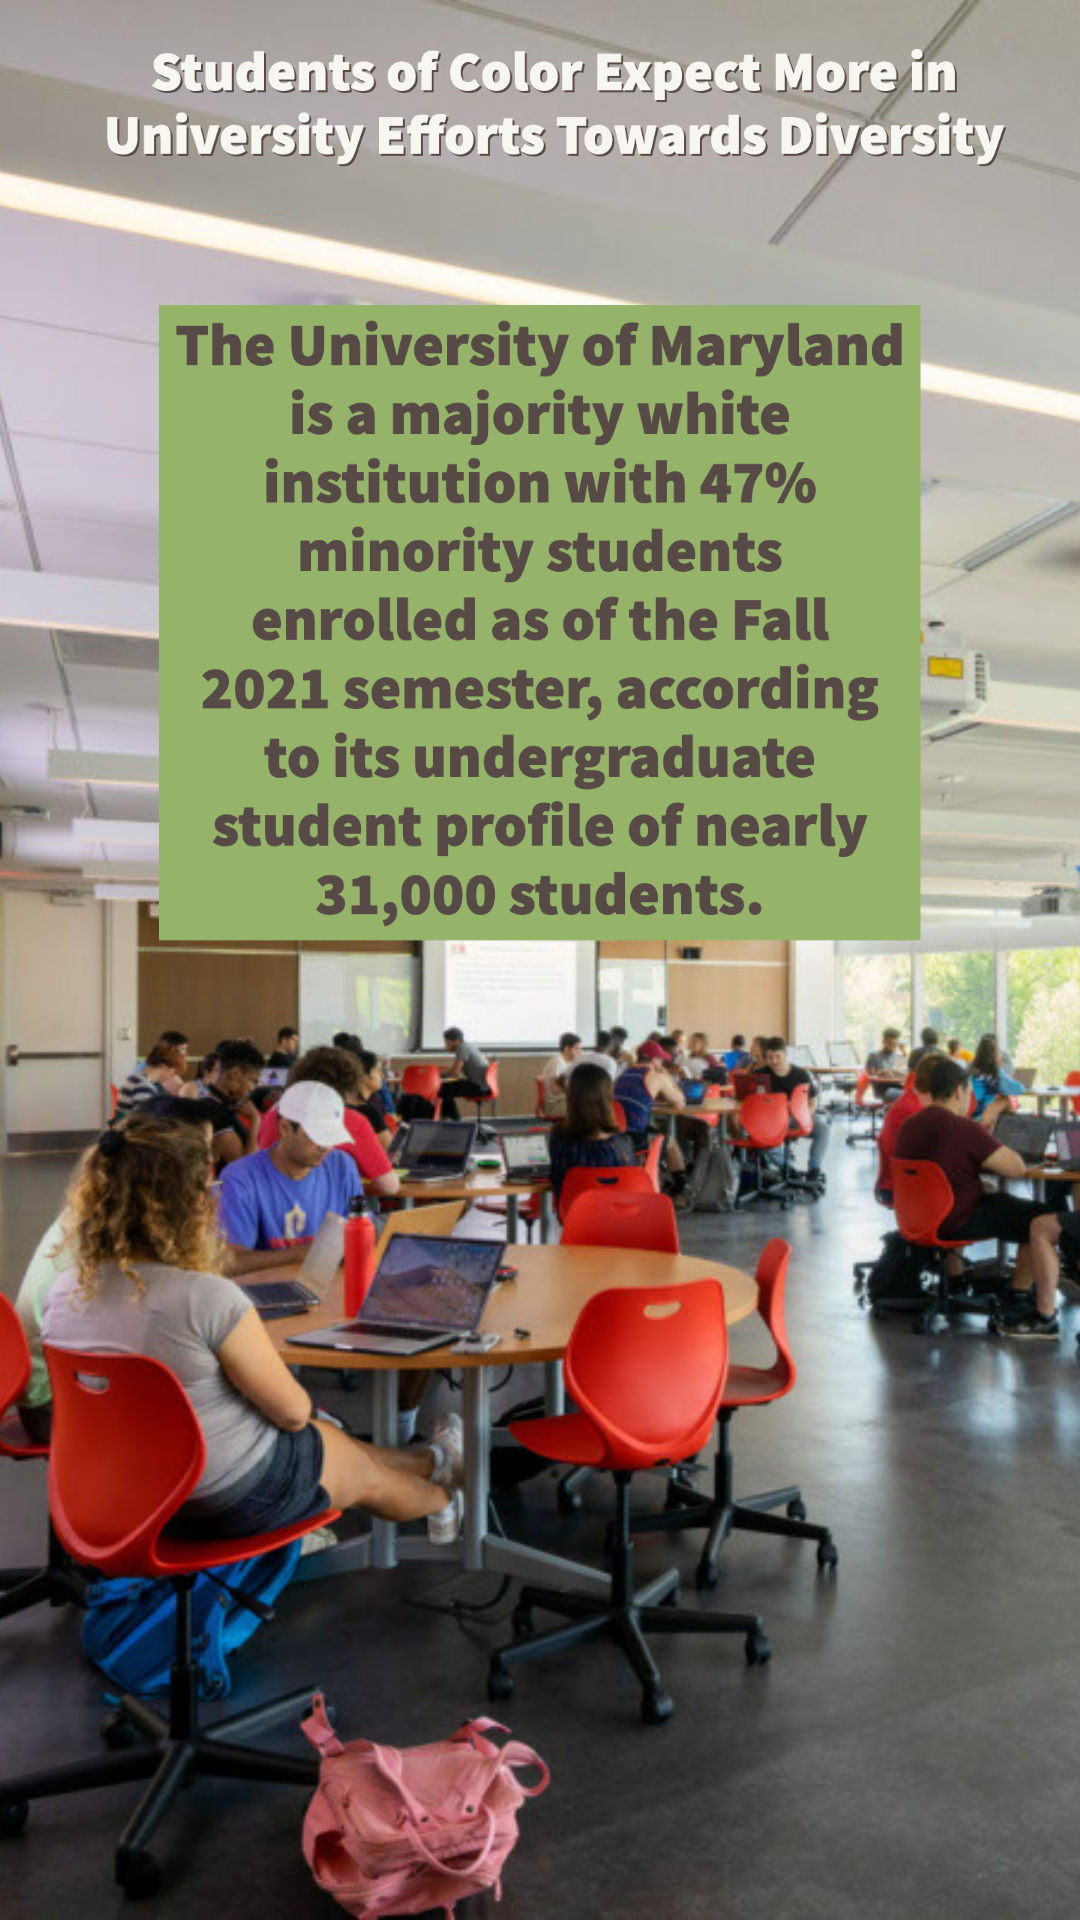 Students of Color Expect More in
University Efforts Towards Diversity
The University of Maryland
is a majority white
institution with 47%
minority students
enrolled as of the Fall
2021 semester, according
to its undergraduate
student profile of nearly
31,000 students.